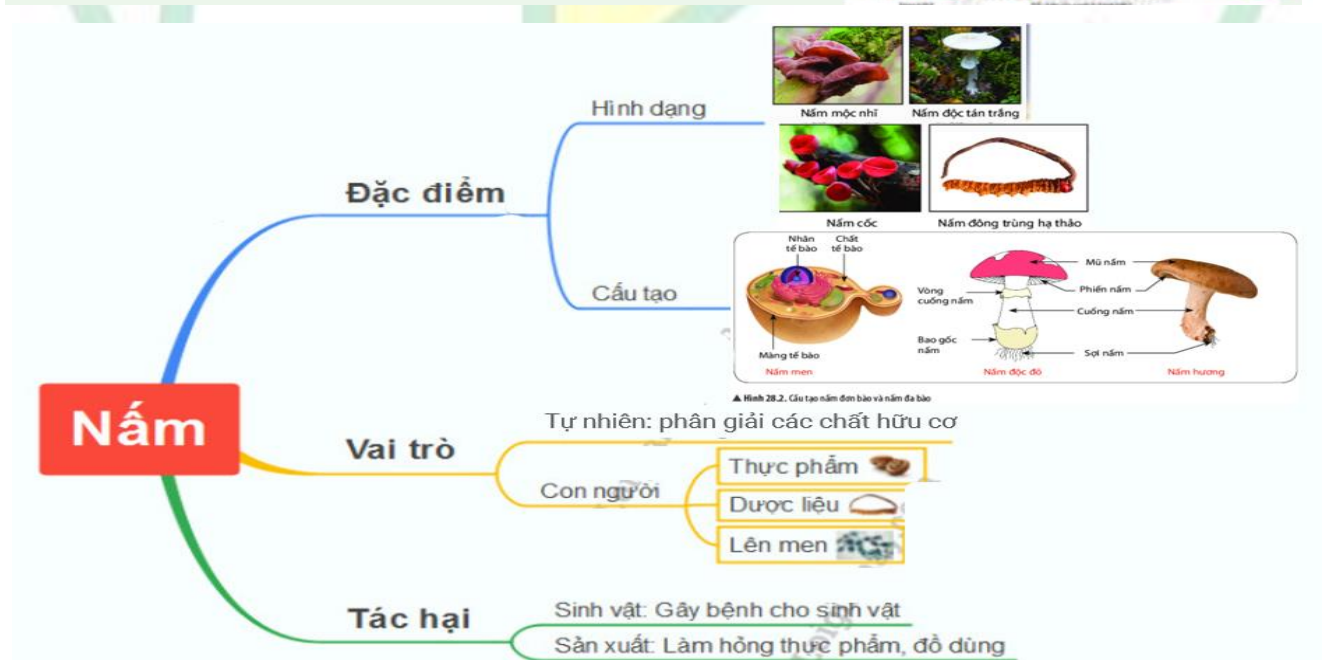 Nấm
Đặc điểm
Hình dạng
Nấm mộc nhĩ
Nấm độc tán trắng
Nấm cốc
Nấm đông trùng hạ thảo
Cấu tạo
Nhân tế bào
Chất tế bào
Màng tế bào
Nấm men
Vòng cuống nấm
Bao gốc nấm
Mũ nấm
Phiến nấm
Cuống nấm
Sợi nấm
Nấm độc đỏ
Nấm hương
▲ Hình 28.2. Cấu tạo nấm đơn bào và nấm đa bào
Vai trò
Tự nhiên: phân giải các chất hữu cơ
Con người
Thực phẩm
Dược liệu
Lên men
Tác hại
Sinh vật: Gây bệnh cho sinh vật
Sản xuất: Làm hỏng thực phẩm, đồ dùng